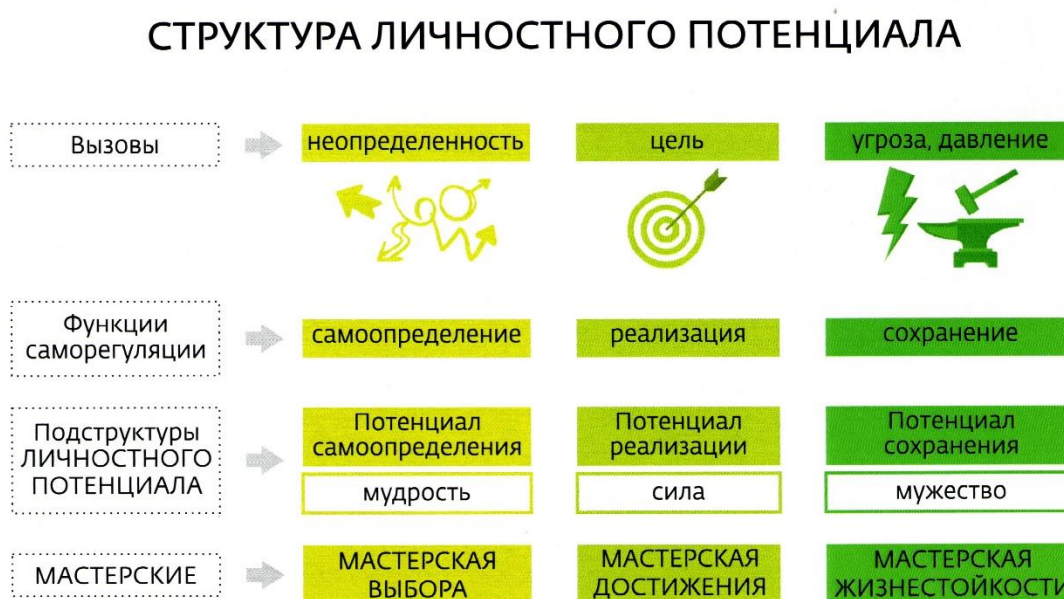 СТРУКТУРА ЛИЧНОСТНОГО ПОТЕНЦИАЛА
Вызовы
неопределенность
цель
угроза, давление
Функции
саморегуляции
самоопределение
реализация
сохранение
Подструктуры
ЛИЧНОСТНОГО
ПОТЕНЦИАЛА
Потенциал
самоопределения
мудрость
Потенциал
реализации
сила
Потенциал
сохранения
мужество
МАСТЕРСКИЕ
МАСТЕРСКАЯ
ВЫБОРА
МАСТЕРСКАЯ
ДОСТИЖЕНИЯ
МАСТЕРСКАЯ
ЖИЗНЕСТОЙКОСТИ